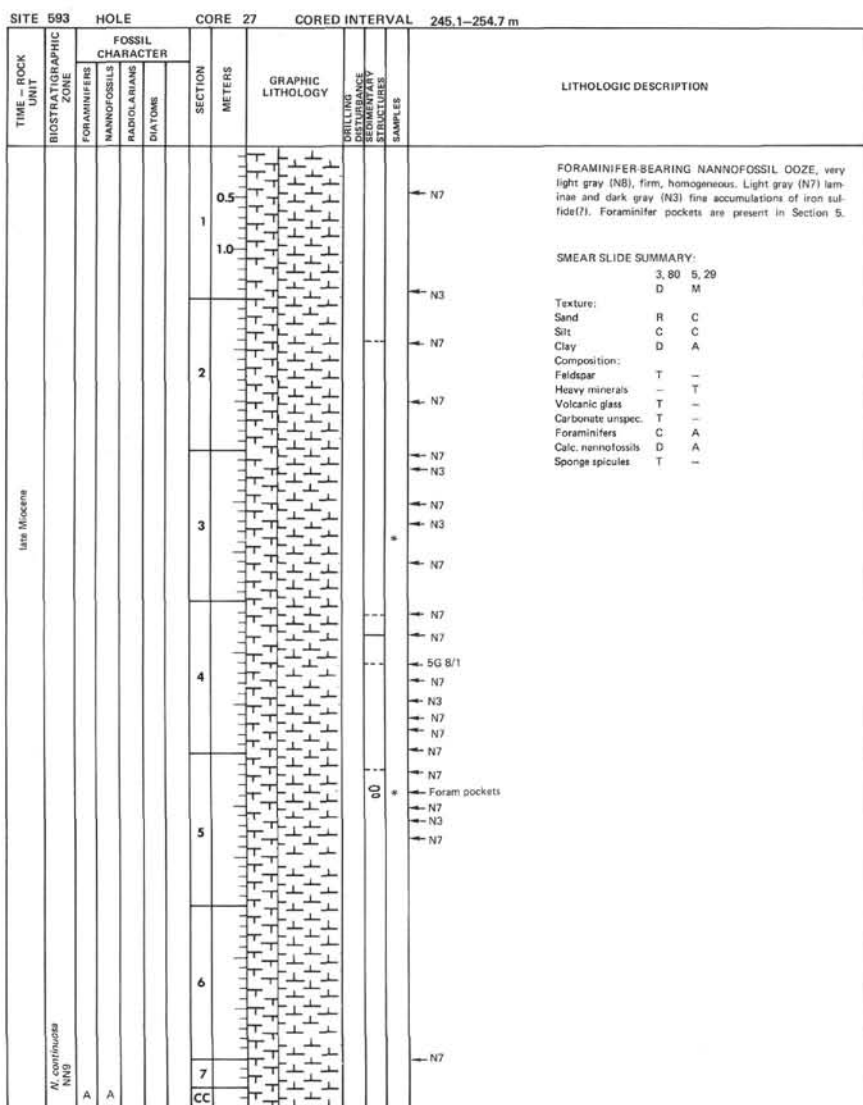 SITE 593 HOLE CORE 27 CORED INTERVAL 245.1–254.7 m
TIME – ROCK UNIT
BIOSTRATIGRAPHIC ZONE
FOSSIL CHARACTER
FORAMINIFERS
NANNOFOSSILS
RADIOLARIANS
DIATOMS
SECTION
METERS
GRAPHIC LITHOLOGY
DRILLING DISTURBANCE
SEDIMENTARY STRUCTURES
SAMPLES
LITHOLOGIC DESCRIPTION
late Miocene
N. continuosa
NN9
A A
1
0.5
1.0
2
3
4
5
6
7
CC
*
*
N7
N3
N7
N7
N7
N3
N7
N3
N7
N7
N7
5G 8/1
N7
N3
N7
N7
N7
N7
Foram pockets
N7
N3
N7
N7
FORAMINIFER-BEARING NANNOFOSSIL OOZE, very
light gray (N8), firm, homogeneous. Light gray (N7) lam-
inae and dark gray (N3) fine accumulations of iron sul-
fide(?). Foraminifer pockets are present in Section 5.
SMEAR SLIDE SUMMARY:
3, 80 5, 29
D M
Texture:
Sand R C
Silt C C
Clay D A
Composition:
Feldspar T –
Heavy minerals – T
Volcanic glass T –
Carbonate unspec. T –
Foraminifers C A
Calc. nannofossils D A
Sponge spicules T –